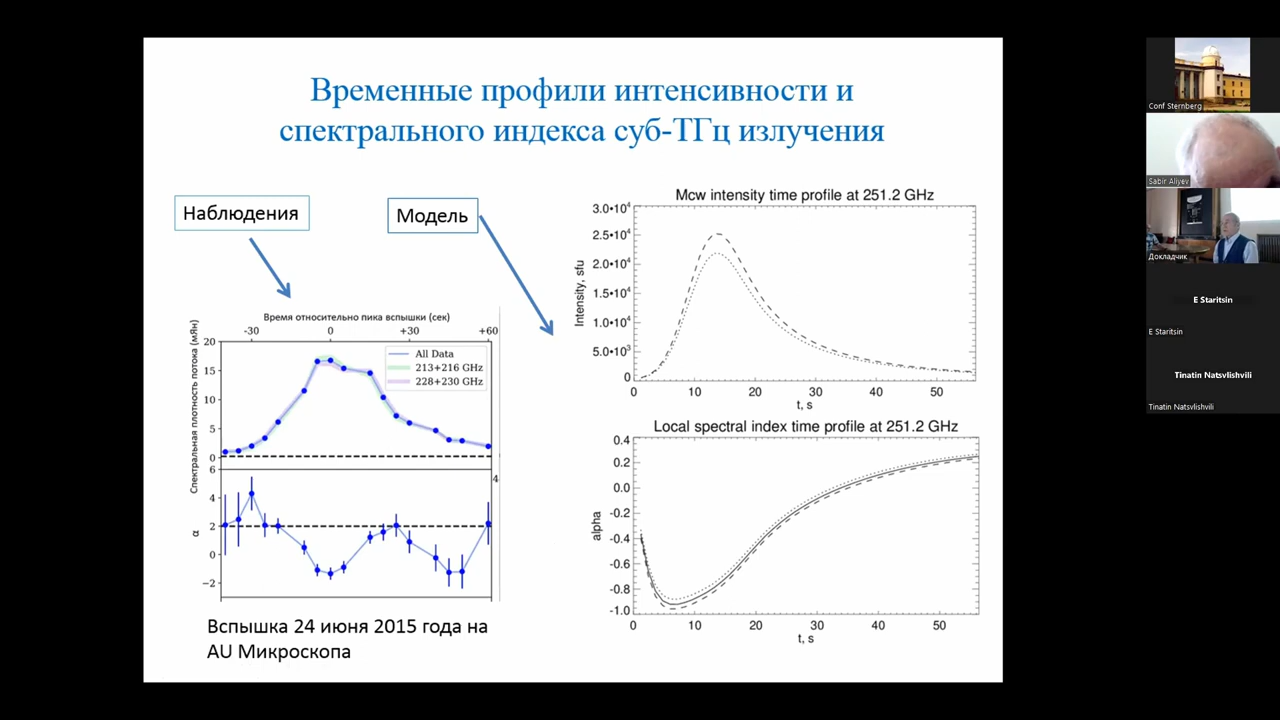 Временные профили интенсивности и
спектрального индекса суб-ТГц излучения
Наблюдения
Модель
Время относительно пика вспышки (сек)
-30 0 +30 +60
Спектральная плотность потока (мЯн)
20
15
10
5
0
All Data
213+216 GHz
228+230 GHz
6
4
2
0
−2
α
4
Вспышка 24 июня 2015 года на
AU Микроскопа
Mcw intensity time profile at 251.2 GHz
Intensity, sfu
3.0•10⁴
2.5•10⁴
2.0•10⁴
1.5•10⁴
1.0•10⁴
5.0•10³
0
0 10 20 30 40 50
t, s
Local spectral index time profile at 251.2 GHz
alpha
0.4
0.2
0.0
-0.2
-0.4
-0.6
-0.8
-1.0
0 10 20 30 40 50
t, s
Conf Sternberg
Sabir Aliyev
Докладчик
E Staritsin
E Staritsin
Tinatin Natsvlishvili
Tinatin Natsvlishvili